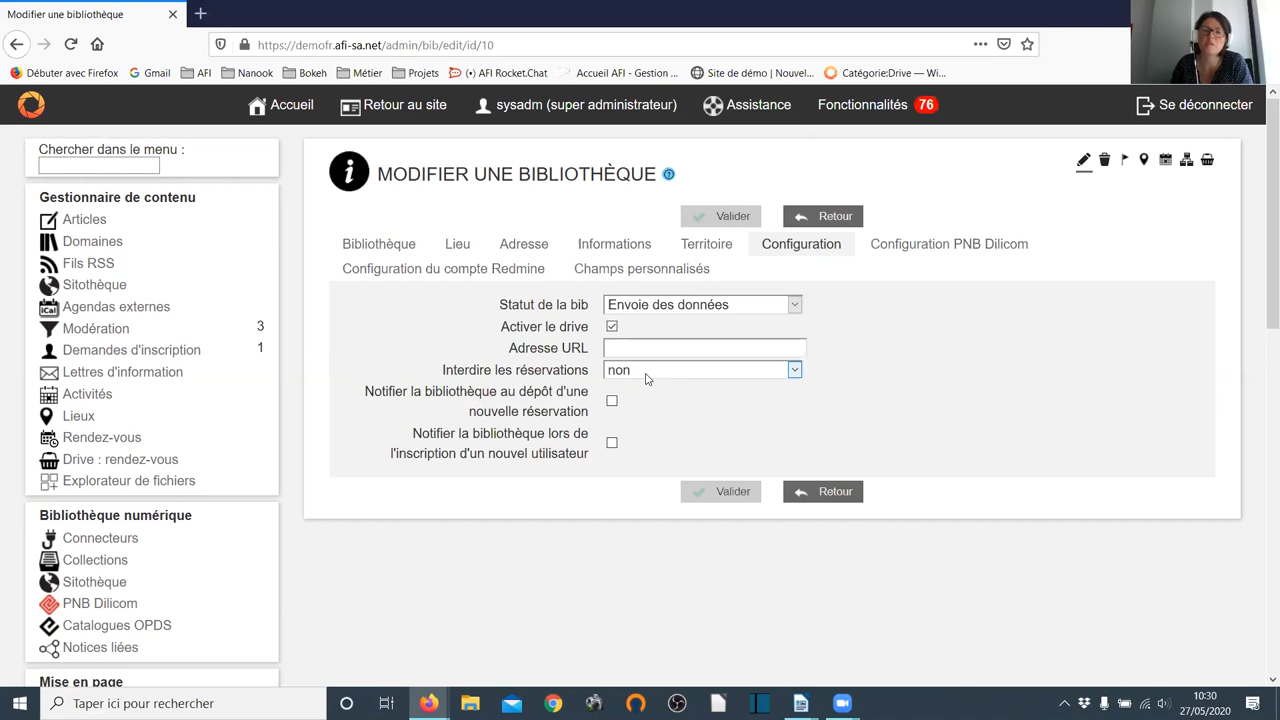 Modifier une bibliothèque
https://demofr.afi-sa.net/admin/bib/edit/id/10
Débuter avec Firefox
Gmail
AFI
Nanook
Bokeh
Métier
Projets
(•) AFI Rocket.Chat
Accueil AFI - Gestion ...
Site de démo | Nouvel...
Catégorie:Drive — Wi...
Accueil
Retour au site
sysadm (super administrateur)
Assistance
Fonctionnalités 76
Se déconnecter
Chercher dans le menu :
Gestionnaire de contenu
Articles
Domaines
Fils RSS
Sitothèque
Agendas externes
Modération 3
Demandes d'inscription 1
Lettres d'information
Activités
Lieux
Rendez-vous
Drive : rendez-vous
Explorateur de fichiers
Bibliothèque numérique
Connecteurs
Collections
Sitothèque
PNB Dilicom
Catalogues OPDS
Notices liées
Mise en page
MODIFIER UNE BIBLIOTHÈQUE
Valider
Retour
Bibliothèque
Lieu
Adresse
Informations
Territoire
Configuration
Configuration PNB Dilicom
Configuration du compte Redmine
Champs personnalisés
Statut de la bib Envoie des données
Activer le drive
Adresse URL
Interdire les réservations non
Notifier la bibliothèque au dépôt d'une
nouvelle réservation
Notifier la bibliothèque lors de
l'inscription d'un nouvel utilisateur
Valider
Retour
Taper ici pour rechercher
10:30
27/05/2020